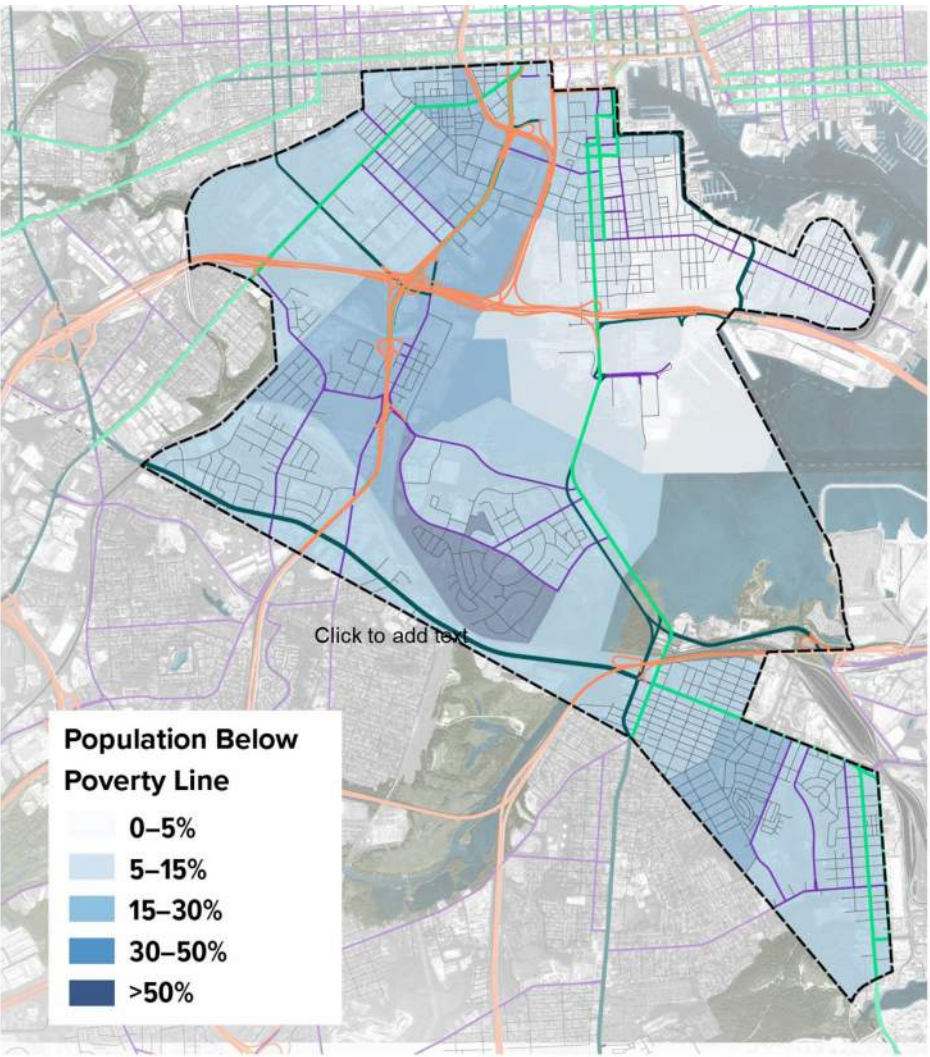 Click to add text
Population Below
Poverty Line
0–5%
5–15%
15–30%
30–50%
>50%